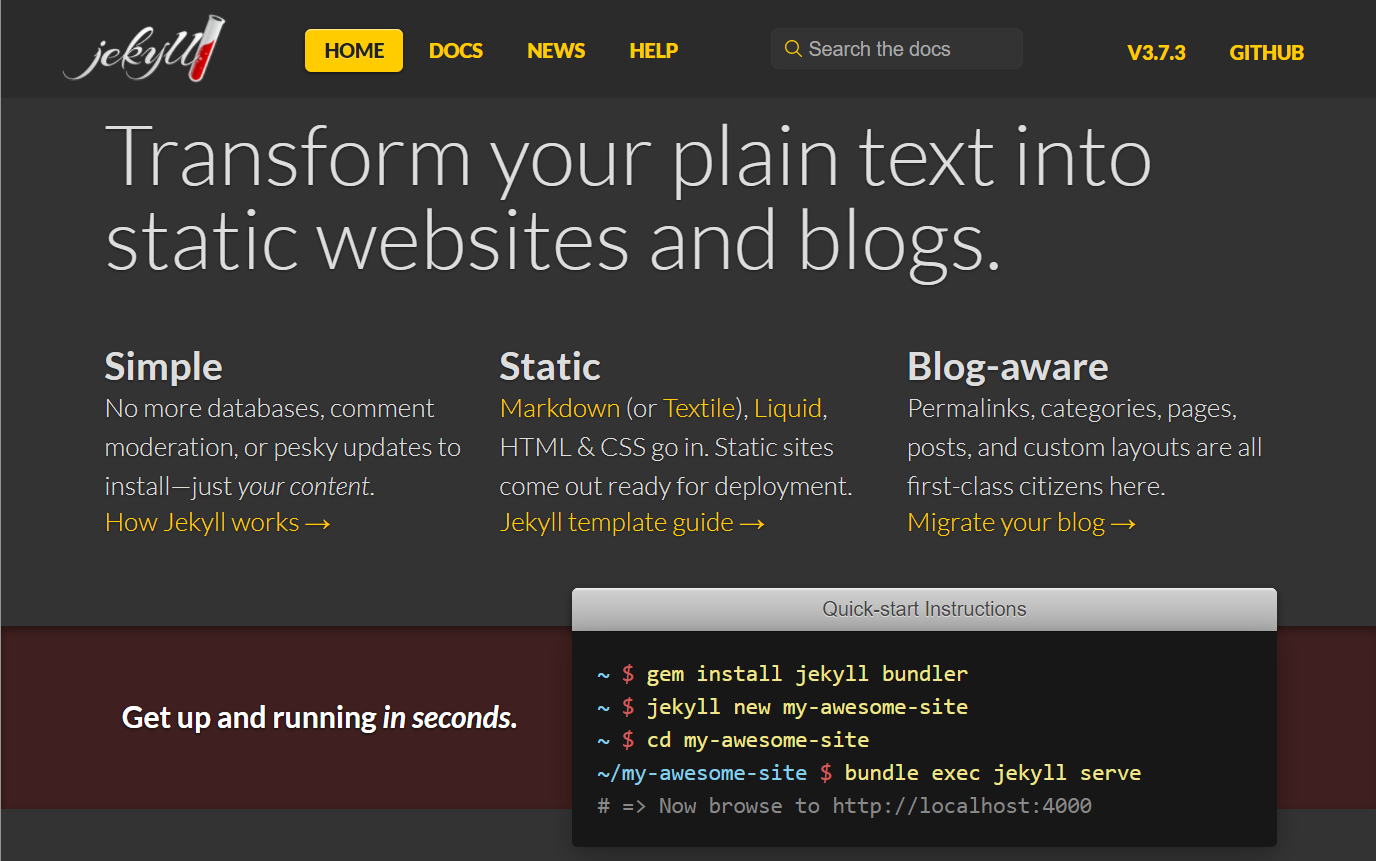 jekyll
HOME DOCS NEWS HELP Search the docs V3.7.3 GITHUB
Transform your plain text into
static websites and blogs.
Simple
No more databases, comment
moderation, or pesky updates to
install—just your content.
How Jekyll works →
Static
Markdown (or Textile), Liquid,
HTML & CSS go in. Static sites
come out ready for deployment.
Jekyll template guide →
Blog-aware
Permalinks, categories, pages,
posts, and custom layouts are all
first-class citizens here.
Migrate your blog →
Get up and running in seconds.
Quick-start Instructions
~ $ gem install jekyll bundler
~ $ jekyll new my-awesome-site
~ $ cd my-awesome-site
~/my-awesome-site $ bundle exec jekyll serve
# => Now browse to http://localhost:4000